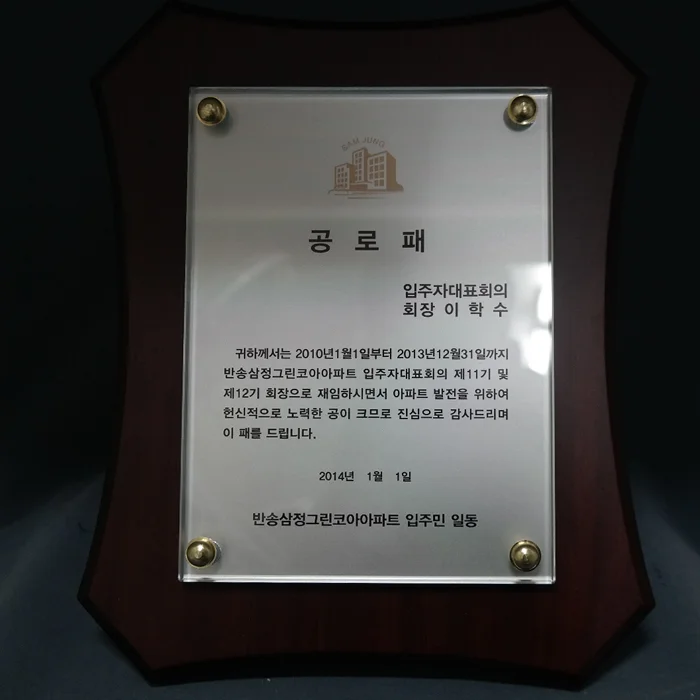 SAM JUNG
공 로 패
입주자대표회의
회장 이 학 수
귀하께서는 2010년1월1일부터 2013년12월31일까지
반송삼정그린코아아파트 입주자대표회의 제11기 및
제12기 회장으로 재임하시면서 아파트 발전을 위하여
헌신적으로 노력한 공이 크므로 진심으로 감사드리며
이 패를 드립니다.
2014년 1월 1일
반송삼정그린코아아파트 입주민 일동